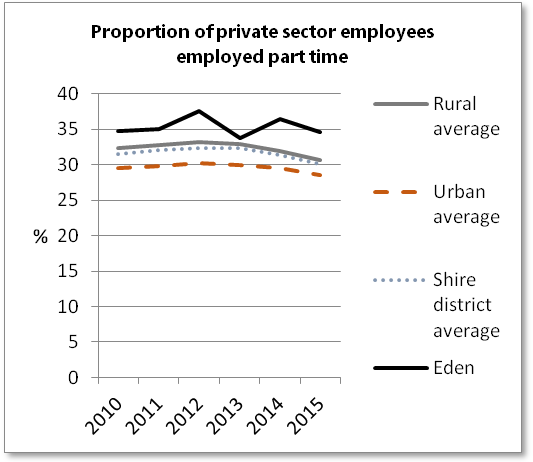 Proportion of private sector employees
employed part time
40
35
30
25
20
15
10
5
0
%
2010
2011
2012
2013
2014
2015
Rural
average
Urban
average
Shire
district
average
Eden